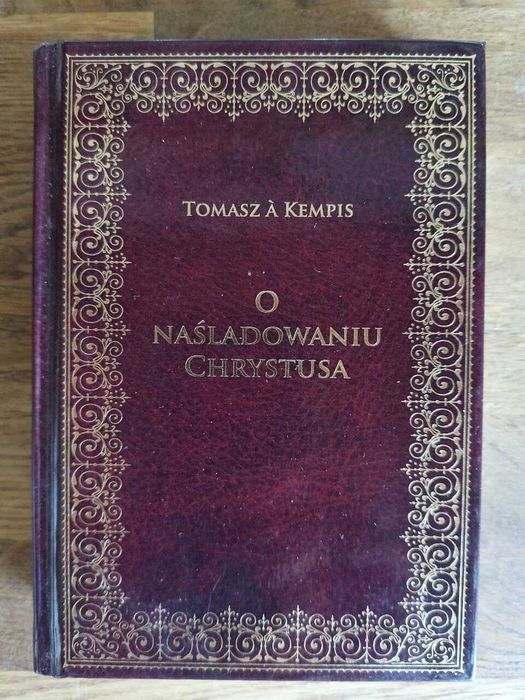 Tomasz à Kempis
O
naśladowaniu
Chrystusa